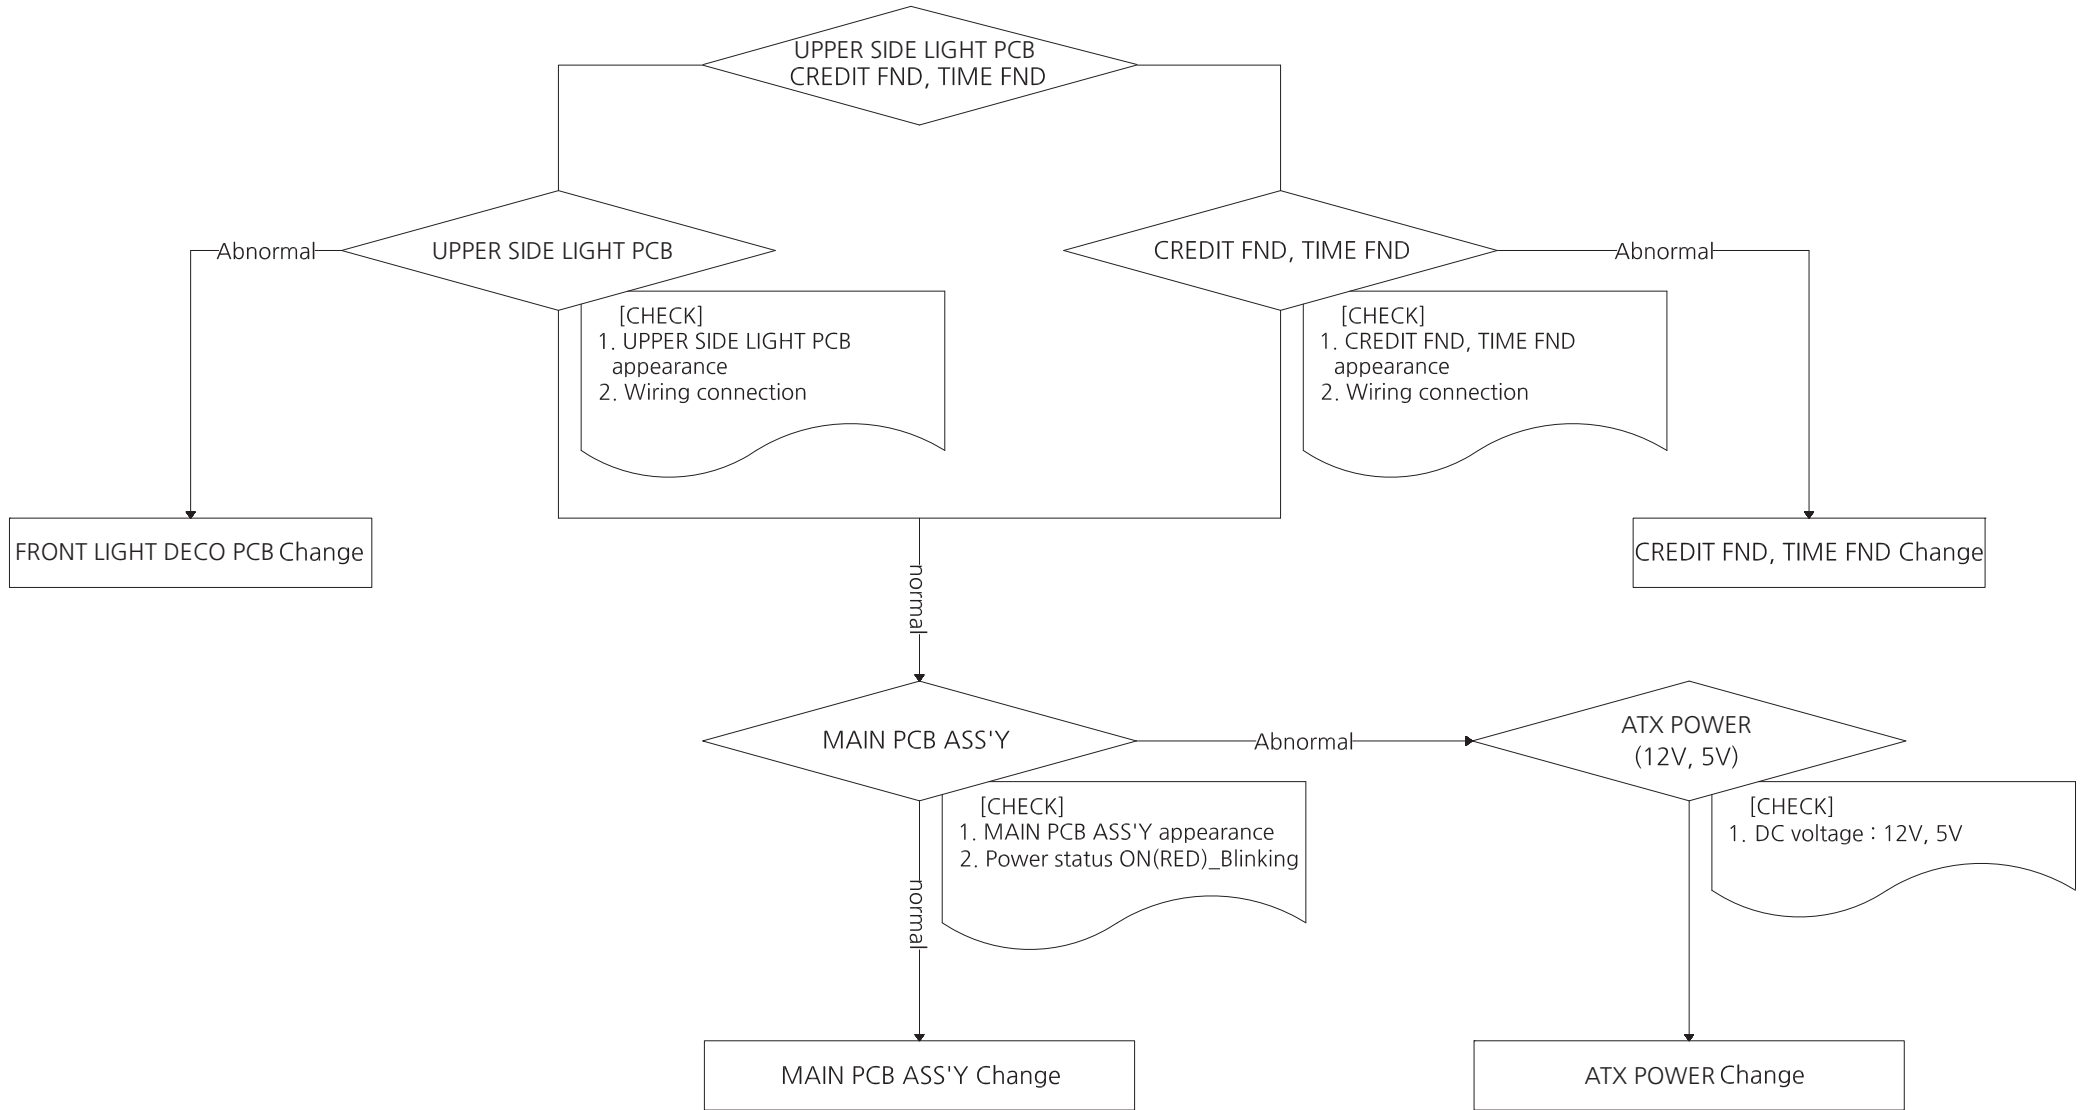 UPPER SIDE LIGHT PCB
CREDIT FND, TIME FND
Abnormal
UPPER SIDE LIGHT PCB
CREDIT FND, TIME FND
Abnormal
[CHECK]
1. UPPER SIDE LIGHT PCB
appearance
2. Wiring connection
[CHECK]
1. CREDIT FND, TIME FND
appearance
2. Wiring connection
FRONT LIGHT DECO PCB Change
CREDIT FND, TIME FND Change
normal
MAIN PCB ASS'Y
Abnormal
ATX POWER
(12V, 5V)
[CHECK]
1. MAIN PCB ASS'Y appearance
2. Power status ON(RED)_Blinking
[CHECK]
1. DC voltage : 12V, 5V
normal
MAIN PCB ASS'Y Change
ATX POWER Change